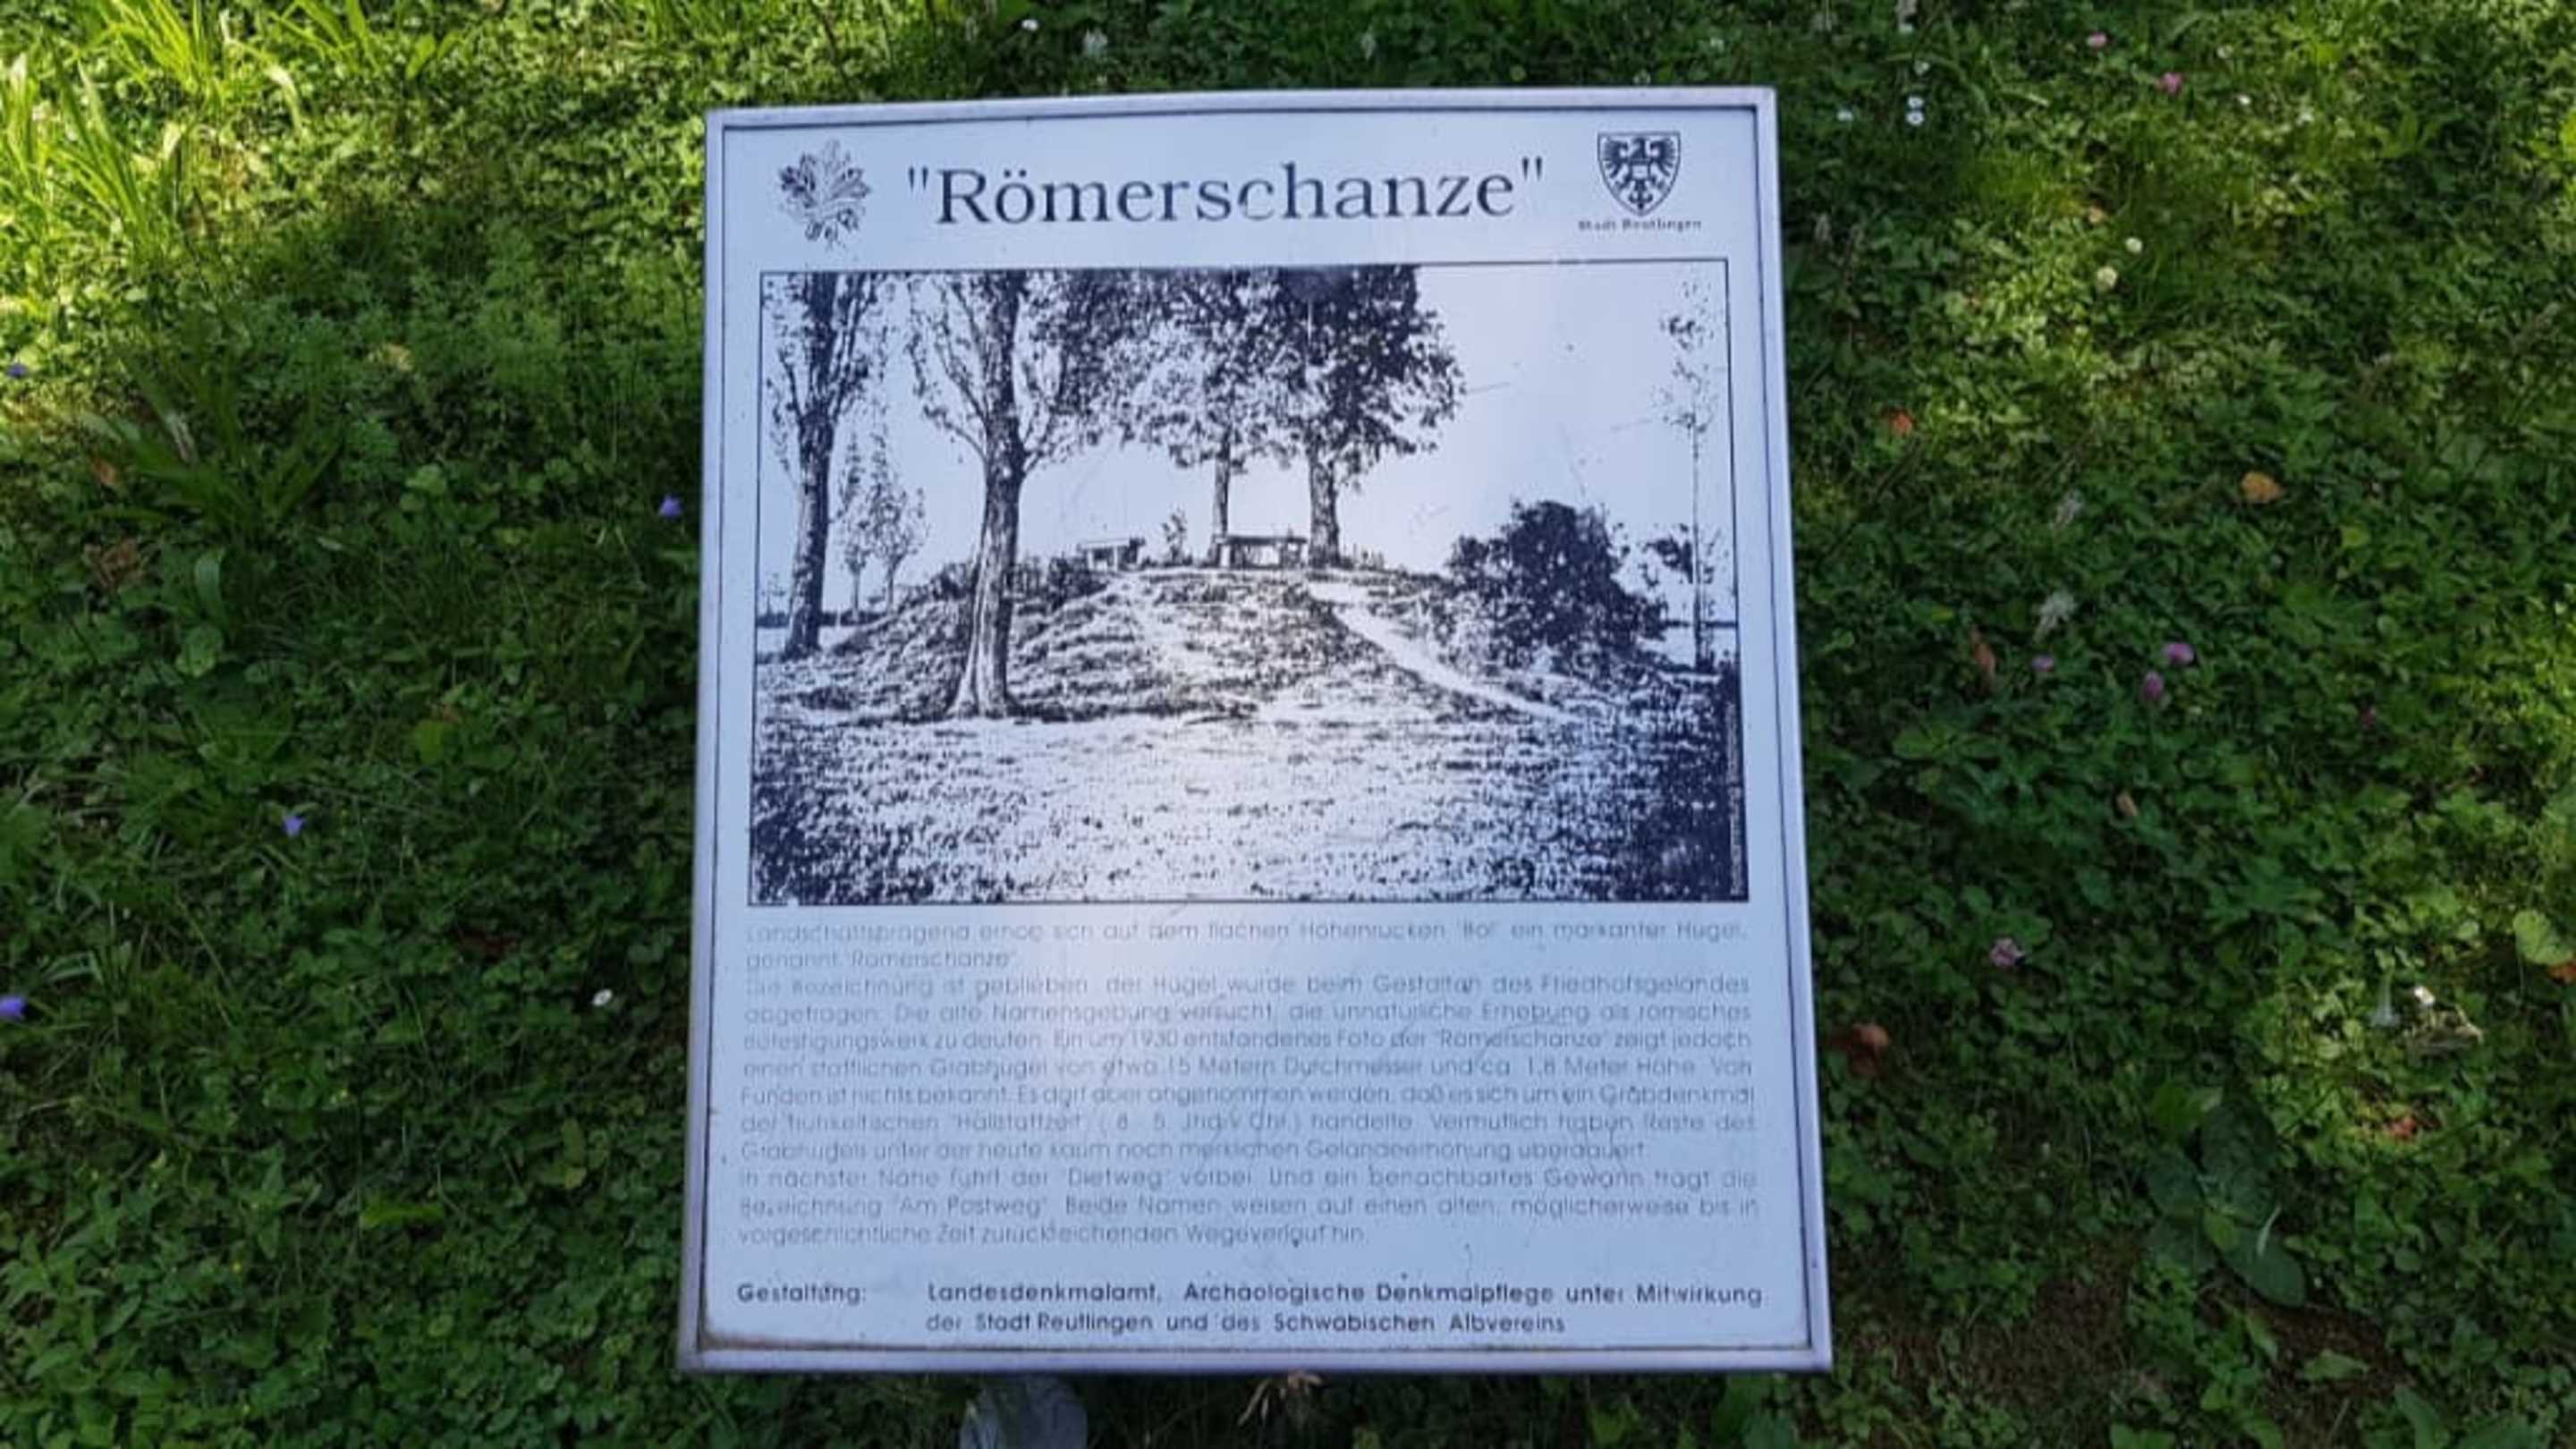 "Römerschanze"
Stadt Reutlingen
Landschaftsprägend erhob sich auf dem flachen Höhenrücken "Bol" ein markanter Hügel,
genannt "Römerschanze".
Die Bezeichnung ist geblieben, der Hügel wurde beim Gestalten des Friedhofsgeländes
abgetragen. Die alte Namensgebung versucht, die unnatürliche Erhebung als römisches
Befestigungswerk zu deuten. Ein um 1930 entstandenes Foto der "Römerschanze" zeigt jedoch
einen stattlichen Grabhügel von etwa 15 Metern Durchmesser und ca. 1,8 Meter Höhe. Von
Funden ist nichts bekannt. Es darf aber angenommen werden, daß es sich um ein Grabdenkmal
der frühkeltischen "Hallstattzeit" ( 8. - 5. Jhd.v. Chr.) handelte. Vermutlich haben Reste des
Grabhügels unter der heute kaum noch merklichen Geländeerhöhung überdauert.
In nächster Nähe führt der "Dietweg" vorbei. Und ein benachbartes Gewann trägt die
Bezeichnung "Am Postweg". Beide Namen weisen auf einen alten, möglicherweise bis in
vorgeschichtliche Zeit zurückreichenden Wegeverlauf hin.
Gestaltung: Landesdenkmalamt, Archäologische Denkmalpflege unter Mitwirkung
der Stadt Reutlingen und des Schwäbischen Albvereins